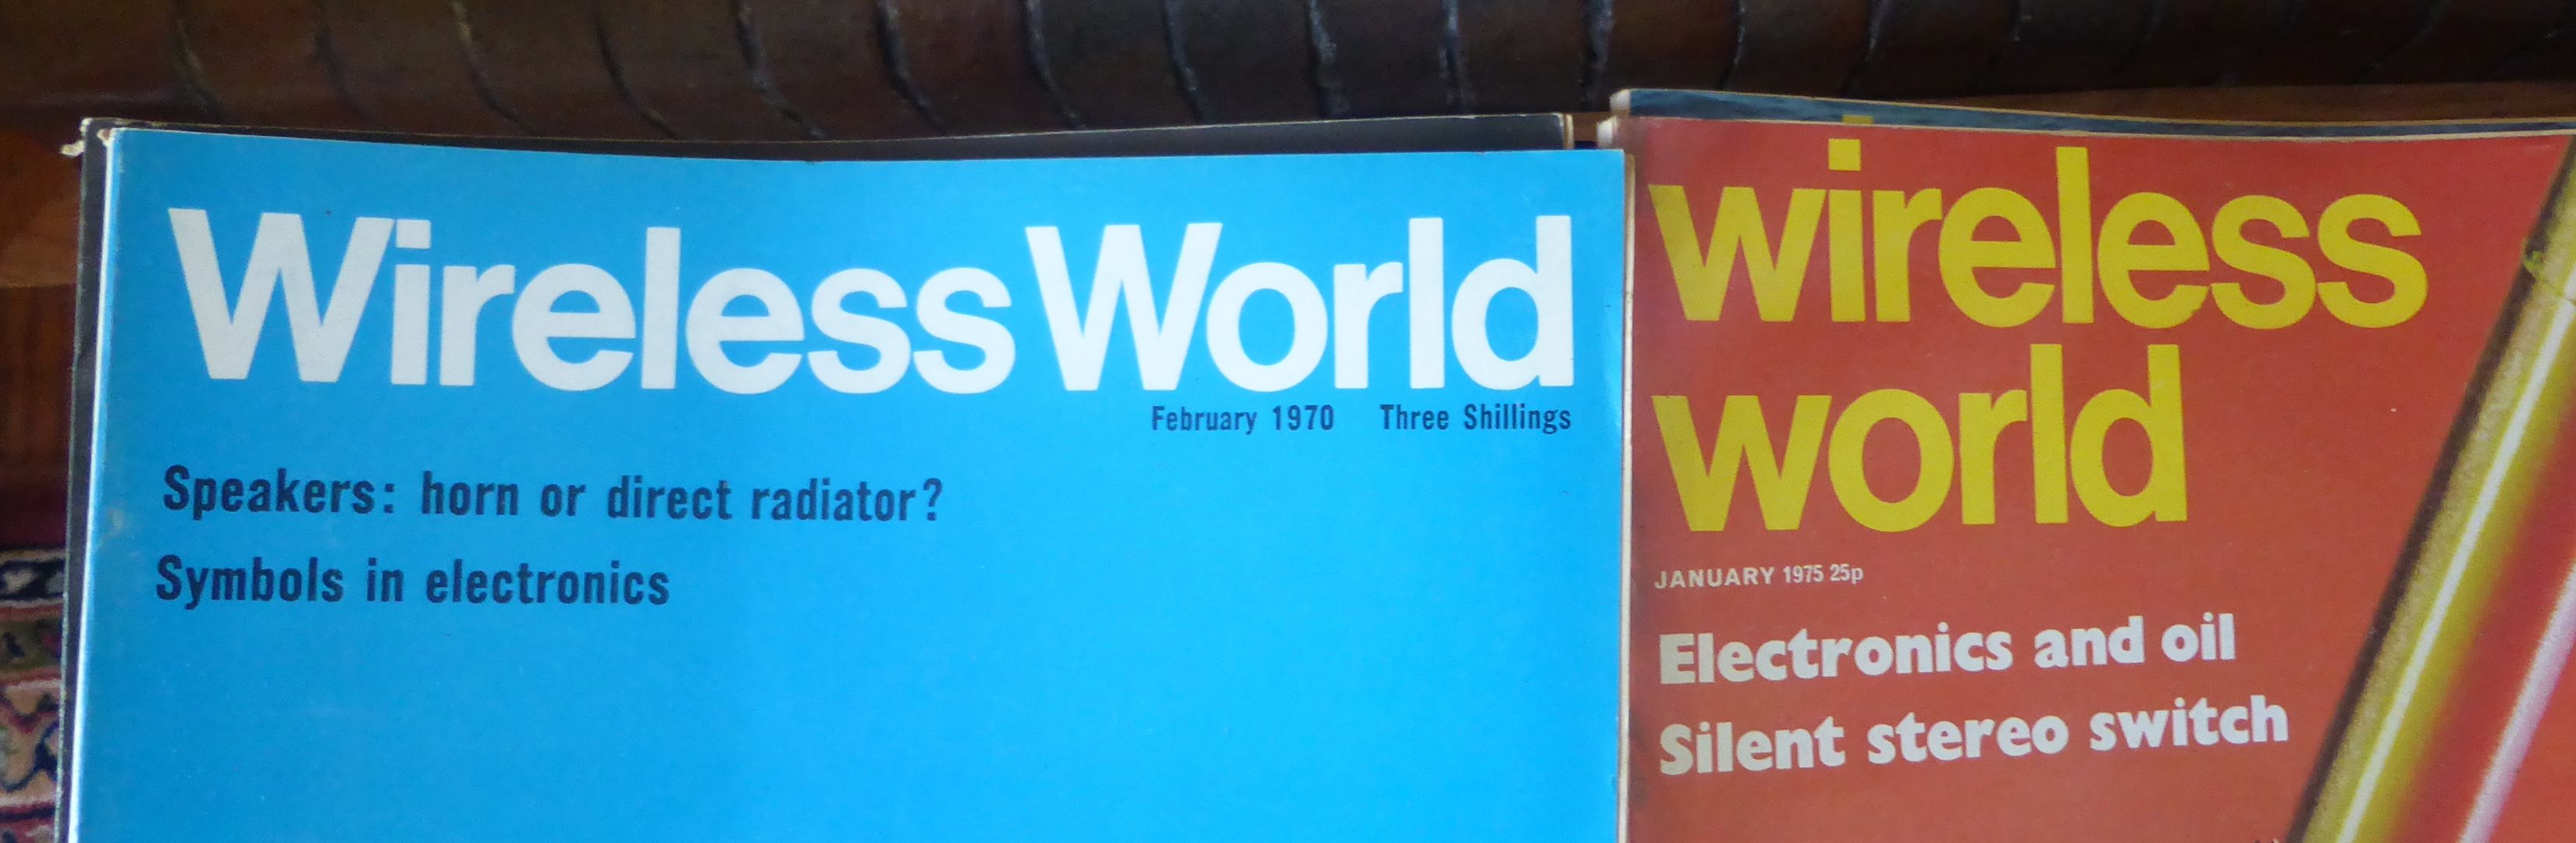 Wireless World
February 1970 Three Shillings
Speakers: horn or direct radiator?
Symbols in electronics
wireless
world
JANUARY 1975 25p
Electronics and oil
Silent stereo switch